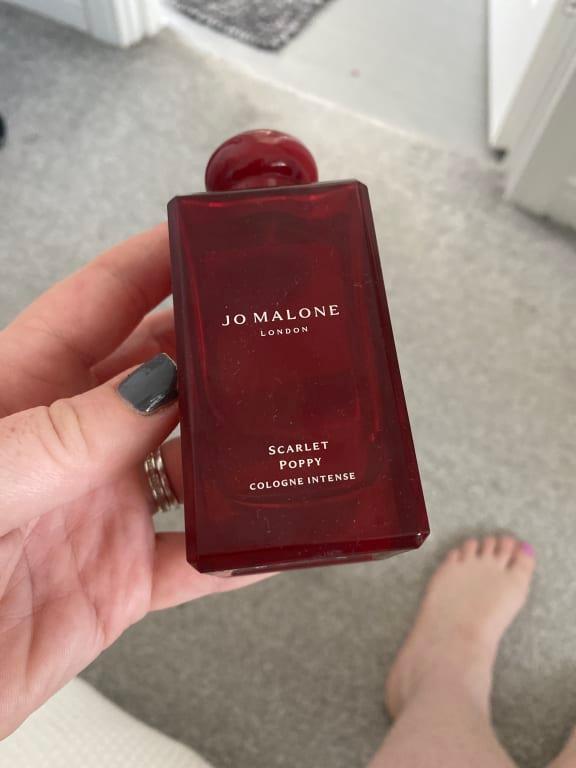 JO MALONE
LONDON
SCARLET
POPPY
COLOGNE INTENSE